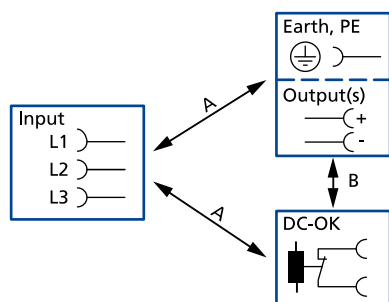 Earth, PE
Output(s)
+
-
A
Input
L1
L2
L3
B
A
DC-OK